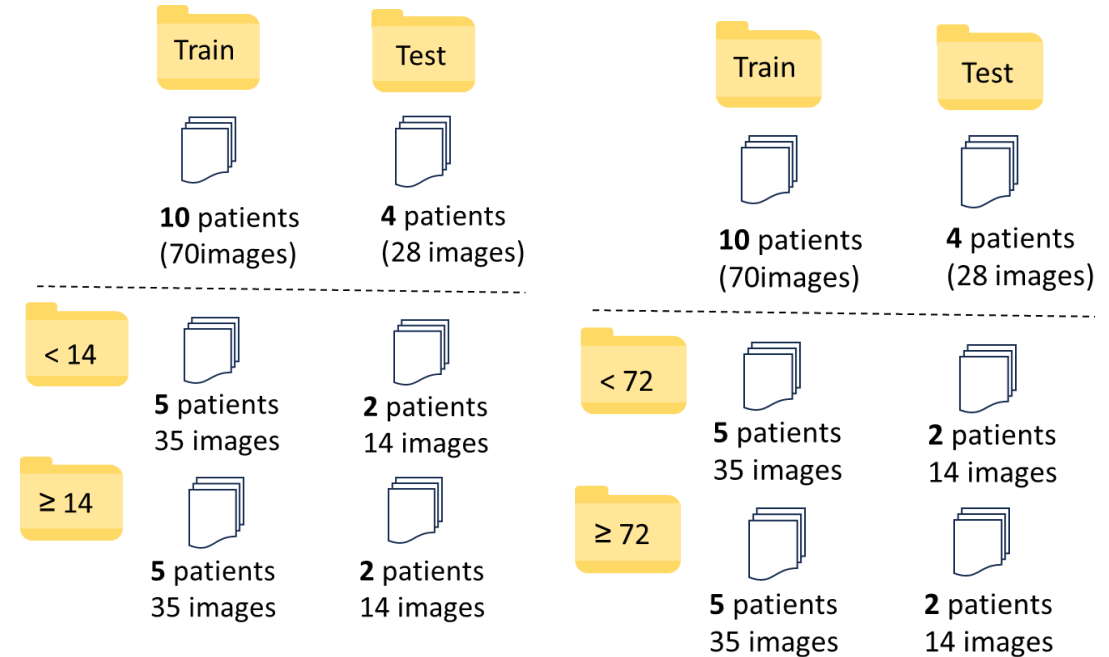 Train
Test
10 patients
(70images)
4 patients
(28 images)
< 14
5 patients
35 images
2 patients
14 images
≥ 14
5 patients
35 images
2 patients
14 images
Train
Test
10 patients
(70images)
4 patients
(28 images)
< 72
5 patients
35 images
2 patients
14 images
≥ 72
5 patients
35 images
2 patients
14 images